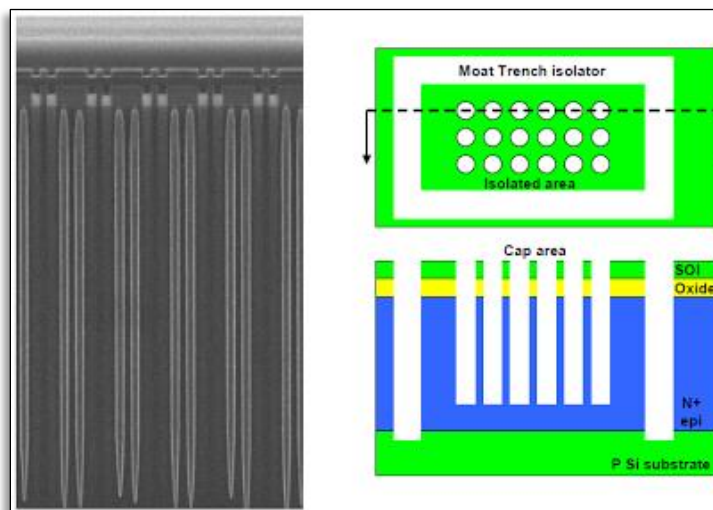 Moat Trench isolator
Isolated area
Cap area
SOI
Oxide
N+
epi
P Si substrate